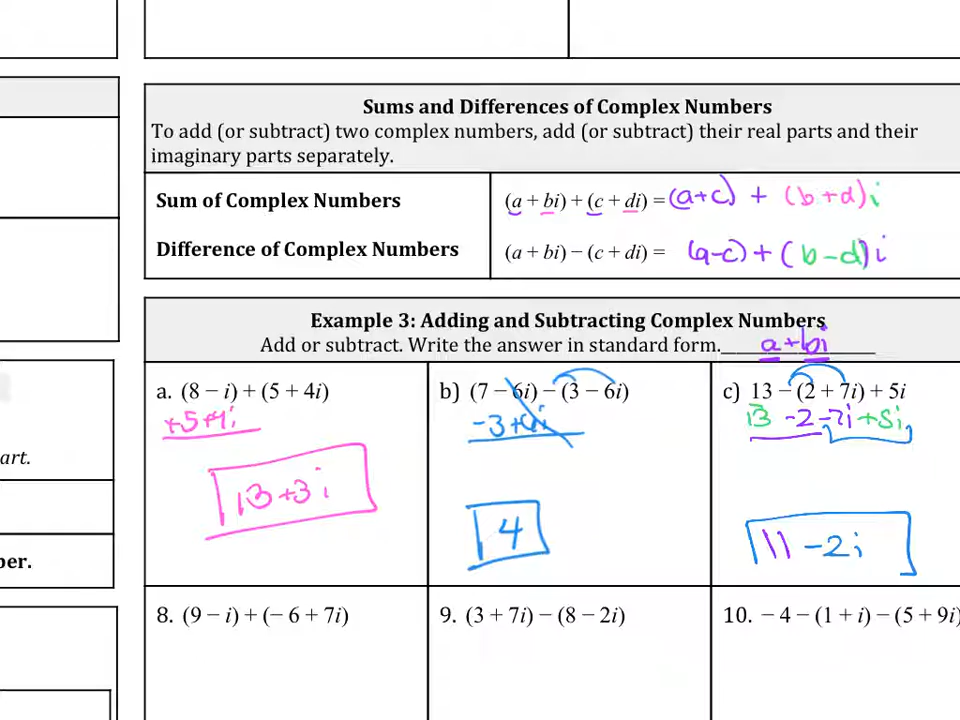 Sums and Differences of Complex Numbers
To add (or subtract) two complex numbers, add (or subtract) their real parts and their
imaginary parts separately.
Sum of Complex Numbers
(a + bi) + (c + di) = (a+c) + (b+d)i
Difference of Complex Numbers
(a + bi) − (c + di) = (a-c) + (b-d)i
Example 3: Adding and Subtracting Complex Numbers
Add or subtract. Write the answer in standard form. a+bi
a. (8 − i) + (5 + 4i)
+5+4i
13+3i
b) (7 − 6i) − (3 − 6i)
-3+6i
4
c) 13 − (2 + 7i) + 5i
13 -2 -7i +5i
11 -2i
art.
ber.
8. (9 − i) + (− 6 + 7i)
9. (3 + 7i) − (8 − 2i)
10. − 4 − (1 + i) − (5 + 9i)